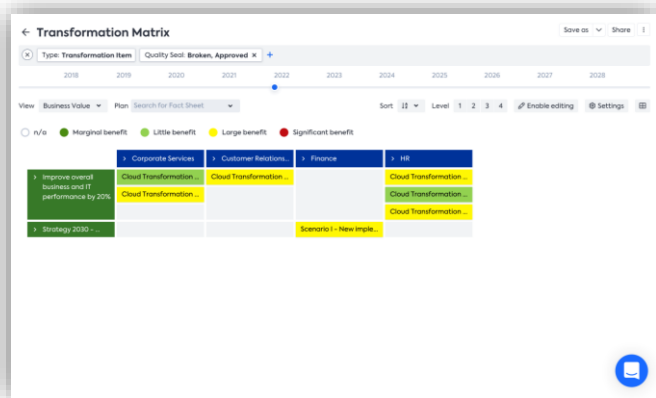 ← Transformation Matrix
Save as Share
Type: Transformation Item Quality Seal: Broken, Approved × +
2018 2019 2020 2021 2022 2023 2024 2025 2026 2027 2028
View Business Value Plan Search for Fact Sheet Sort Level 1 2 3 4 Enable editing Settings
n/a Marginal benefit Little benefit Large benefit Significant benefit
> Corporate Services > Customer Relations... > Finance > HR
> Improve overall
business and IT
performance by 20%
Cloud Transformation ... Cloud Transformation ... Cloud Transformation ...
Cloud Transformation ... Cloud Transformation ...
Cloud Transformation ...
> Strategy 2030 - ... Scenario I - New Imple...